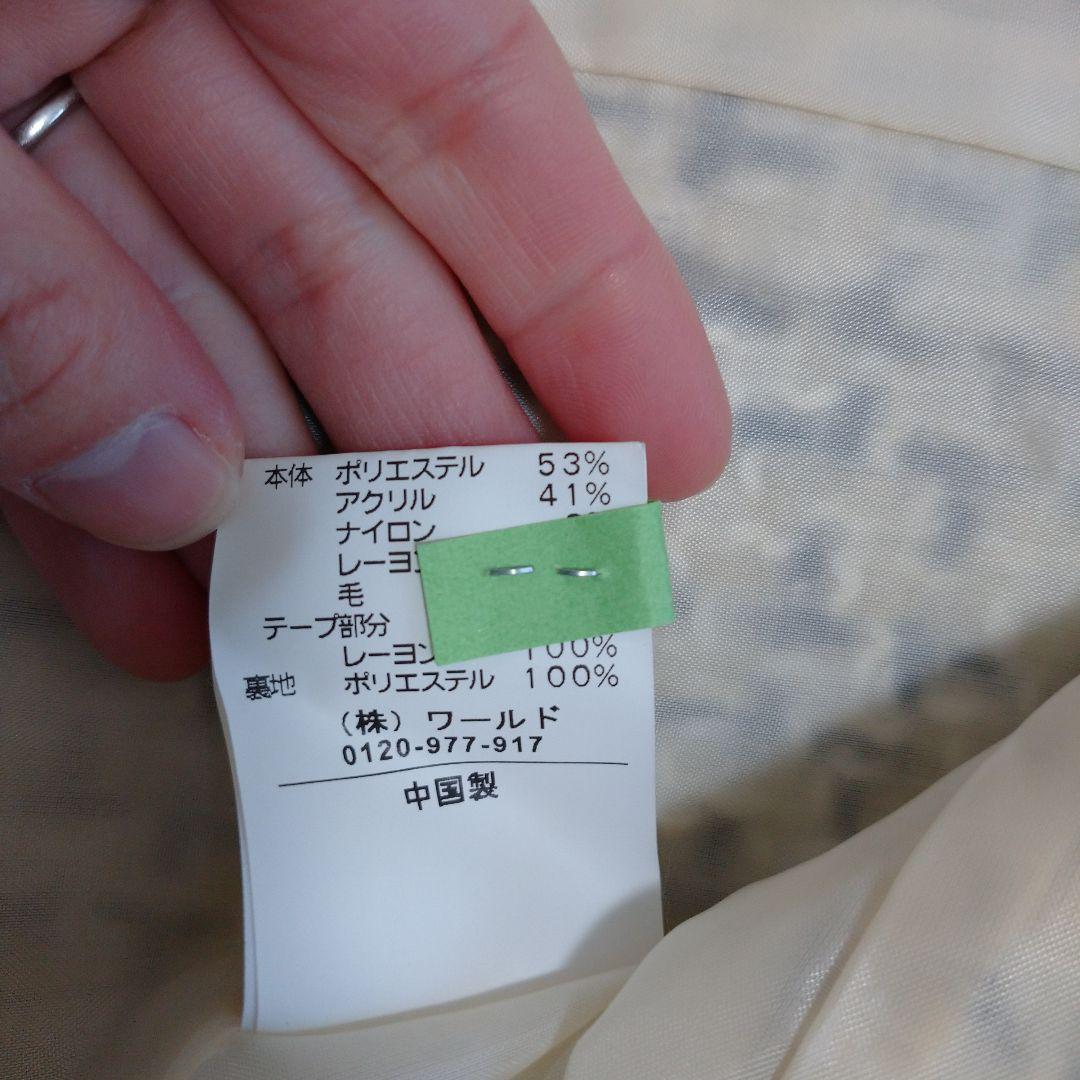 本体 ポリエステル 53%
アクリル 41%
ナイロン
レーヨン
毛
テープ部分
レーヨン 100%
裏地 ポリエステル 100%
(株) ワールド
0120-977-917
中国製